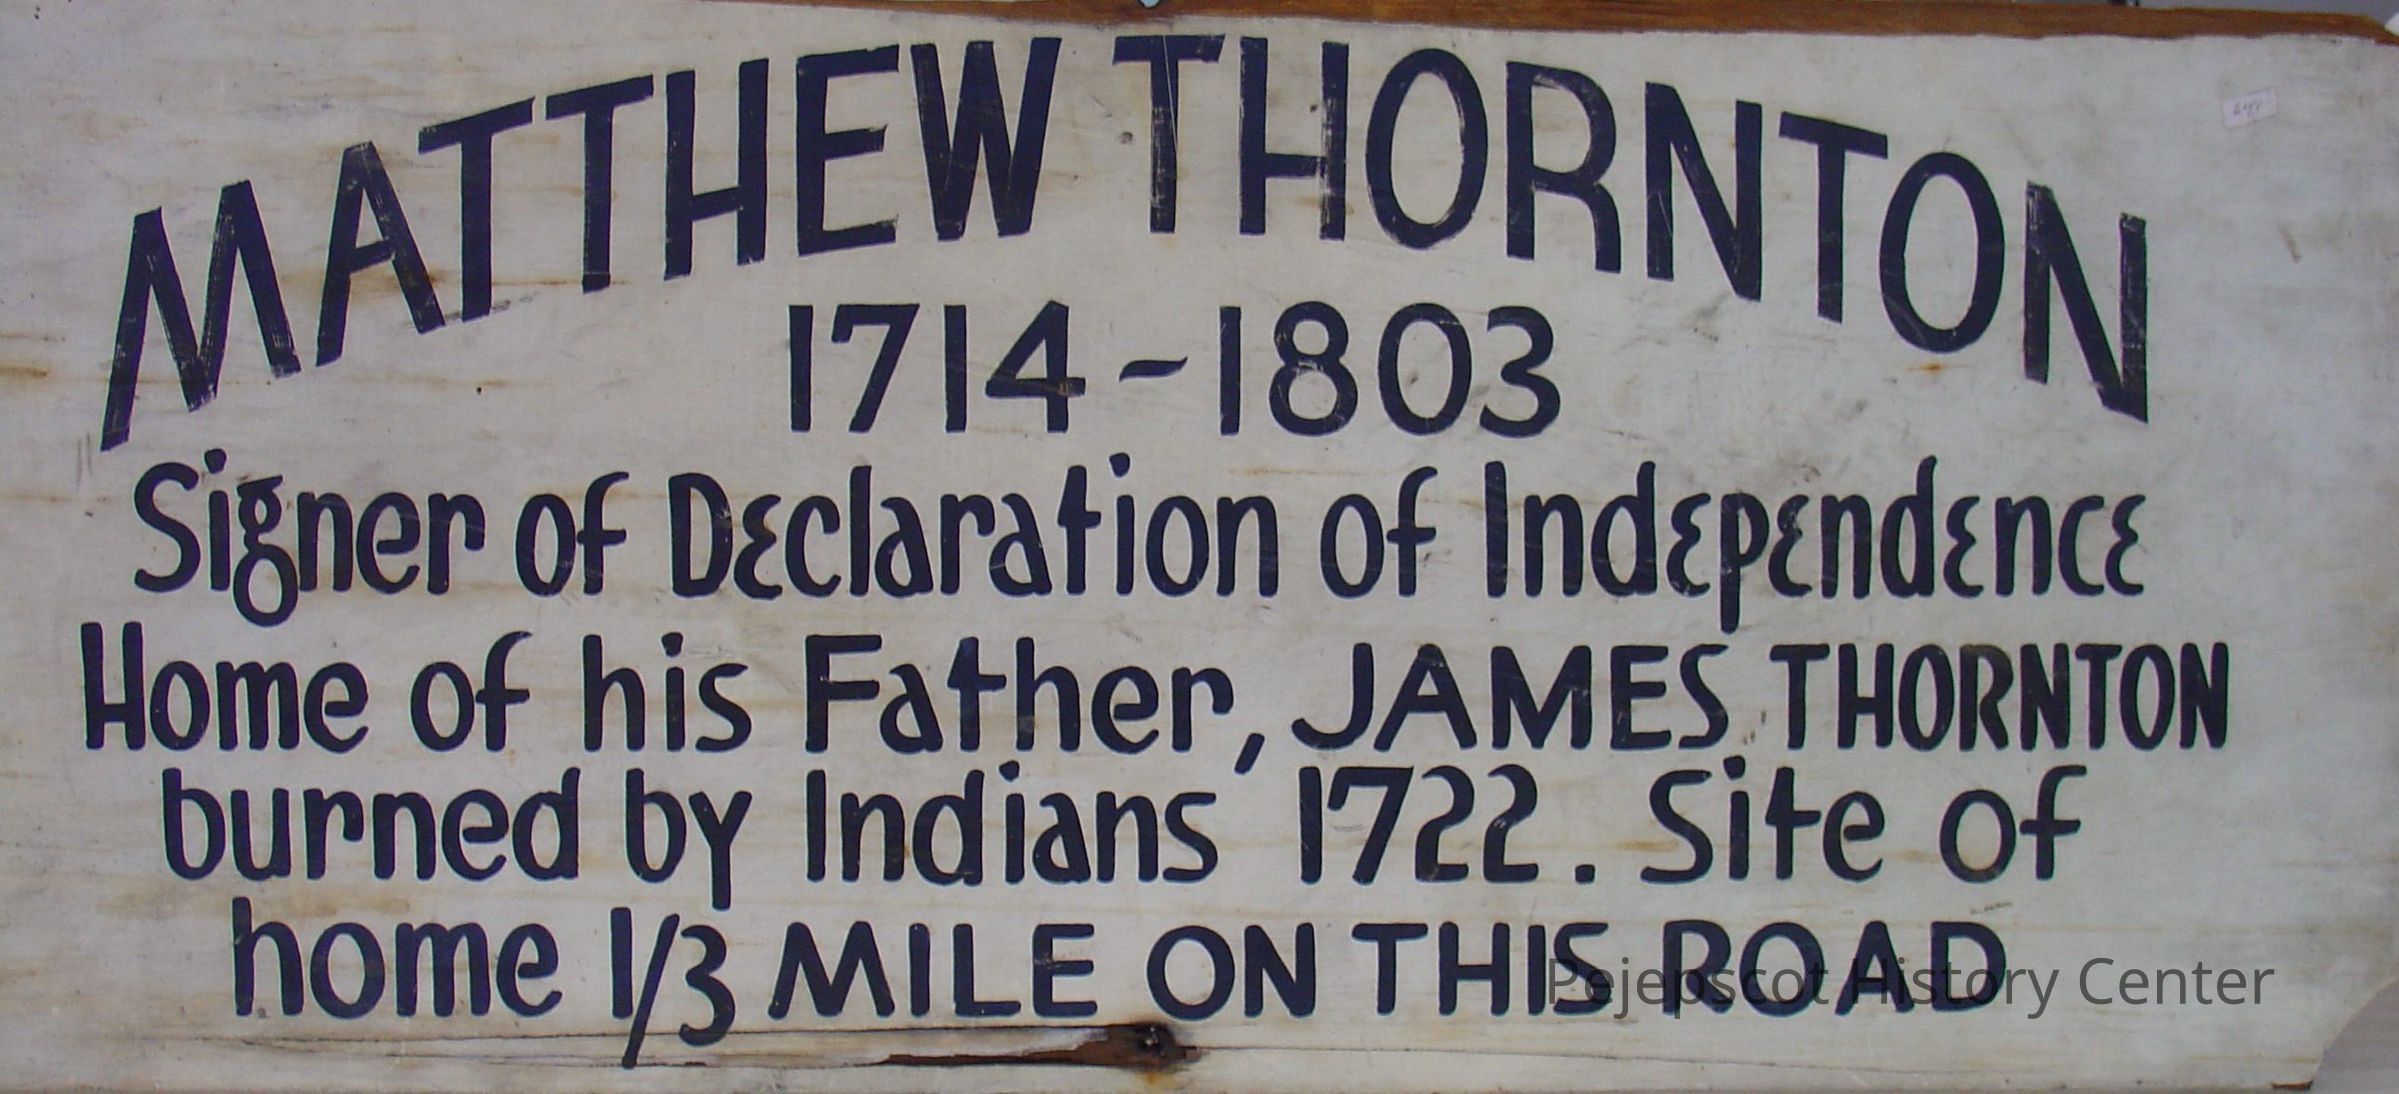 MATTHEW THORNTON
1714-1803
Signer of Declaration of Independence
Home of his Father, JAMES THORNTON
burned by Indians 1722. Site of
home 1/3 MILE ON THIS ROAD
Pejepscot History Center